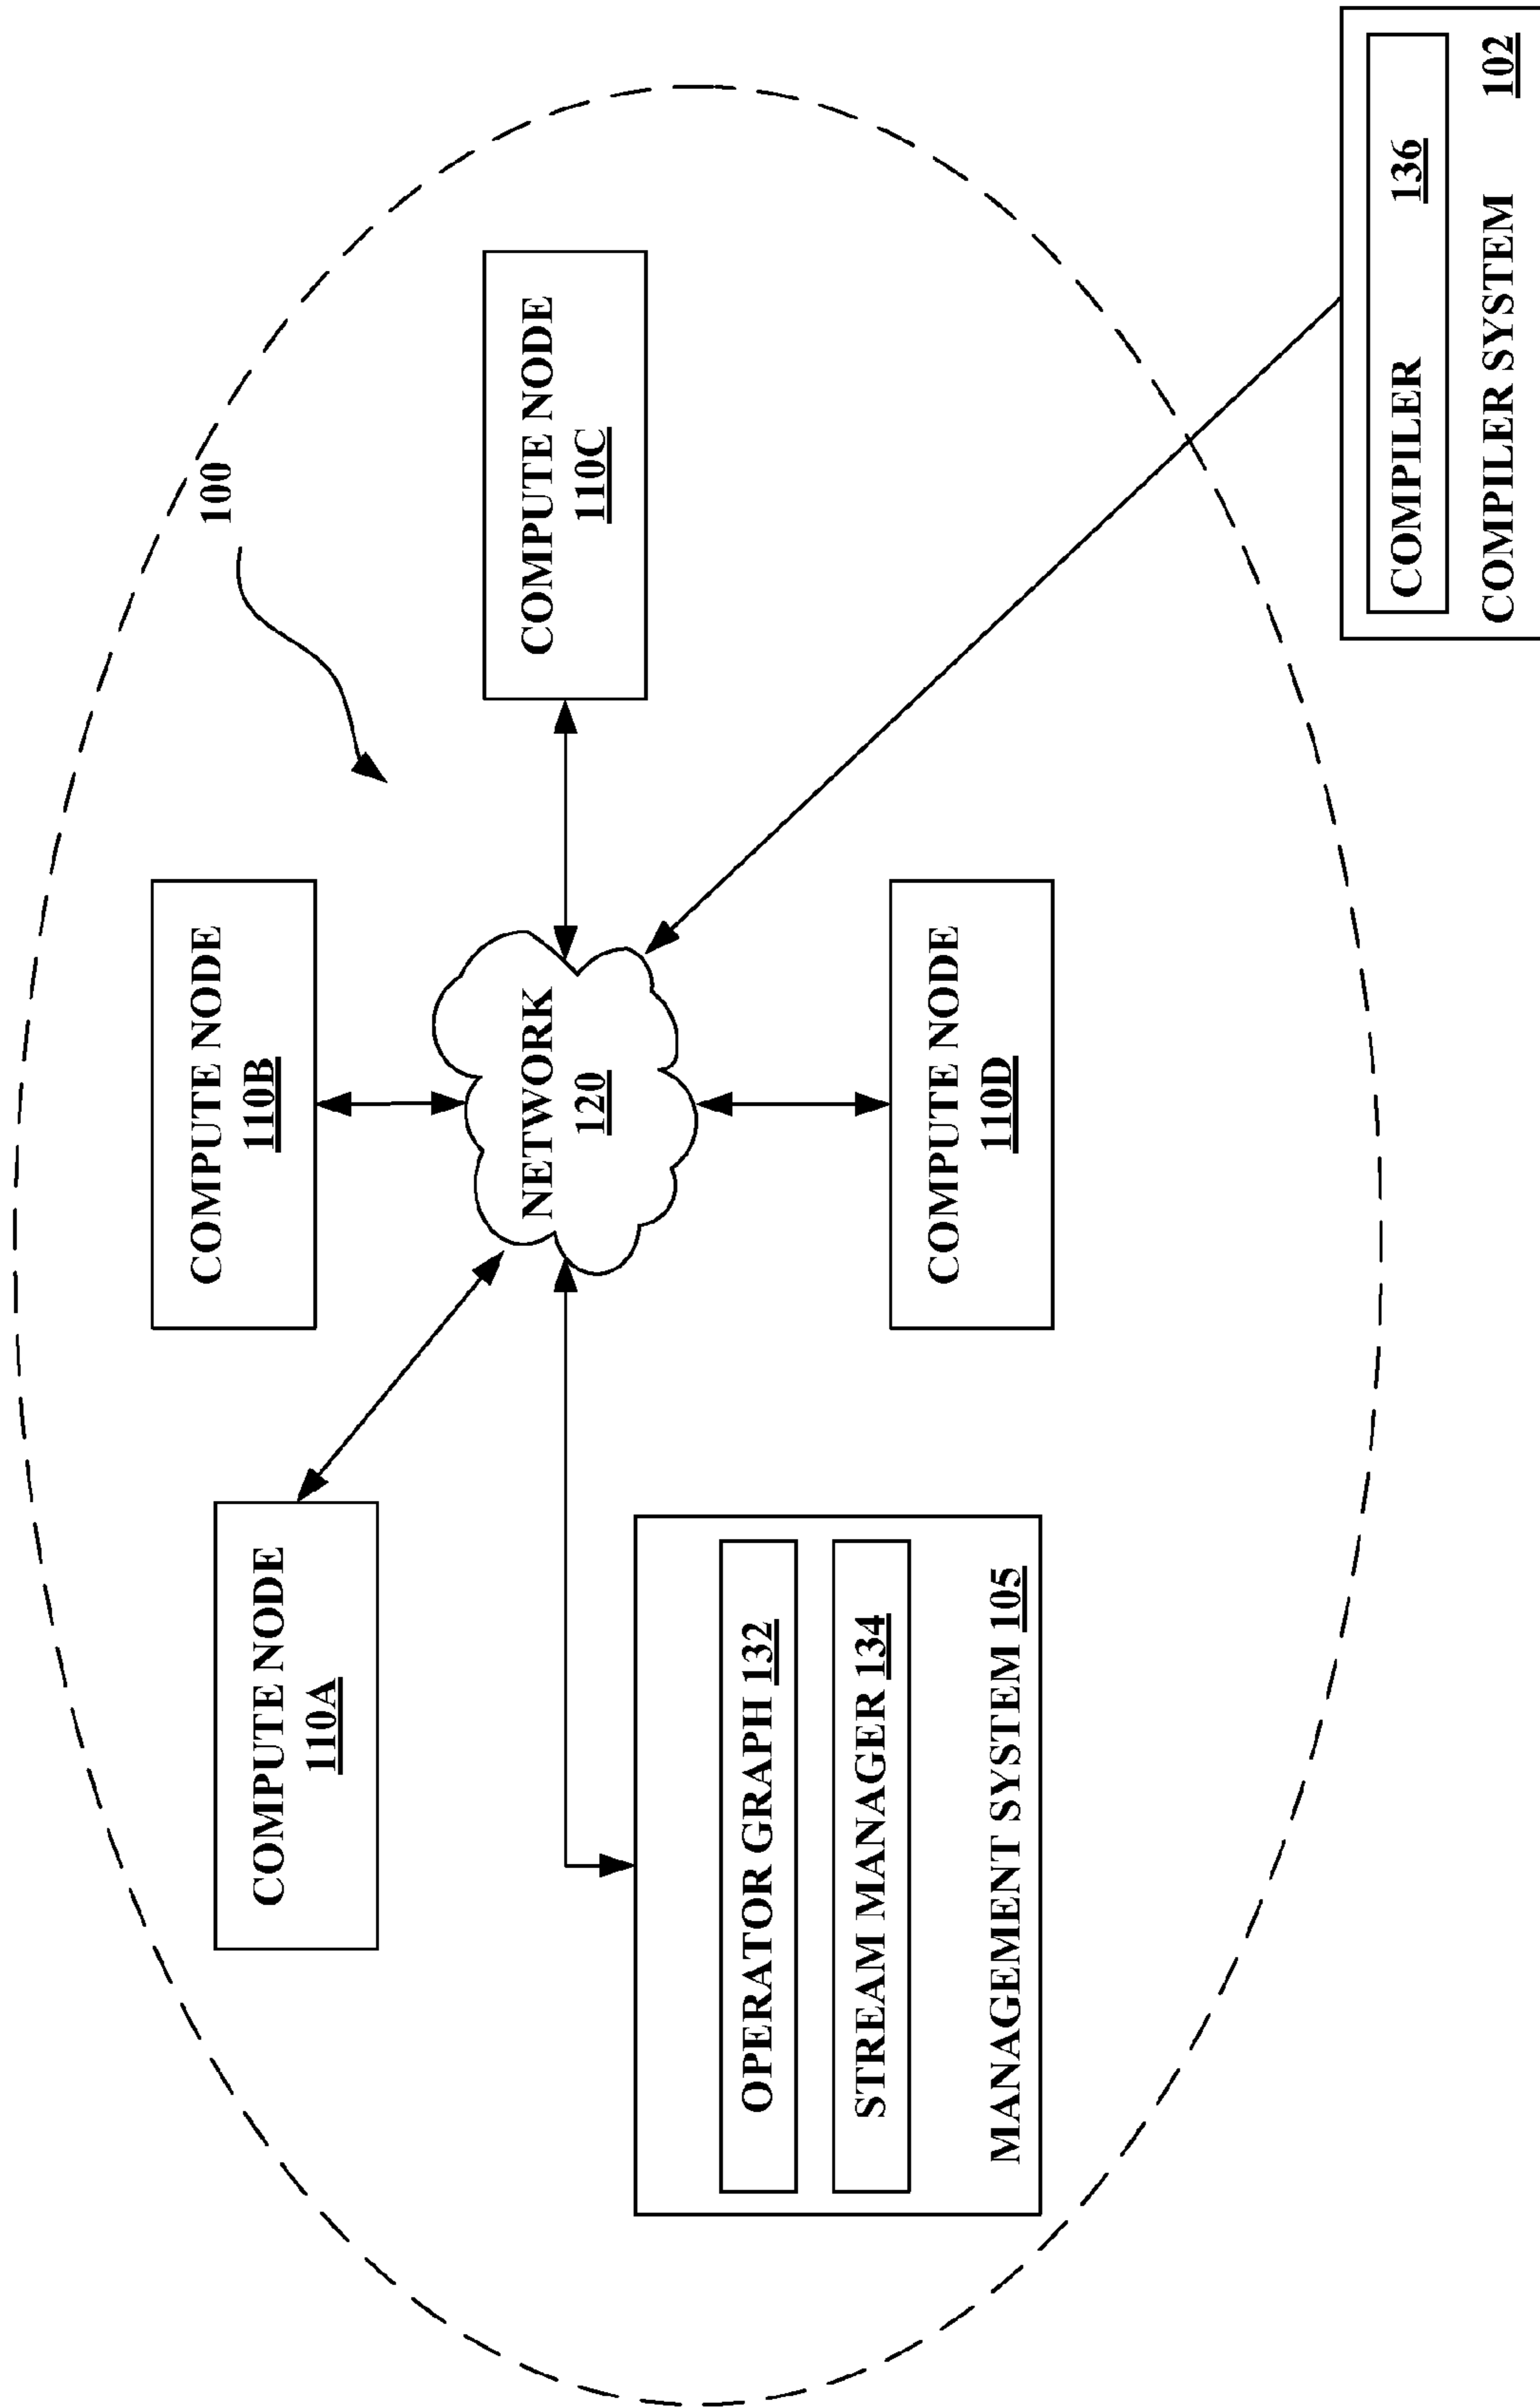 100
COMPUTE NODE
110B
COMPUTE NODE
110A
COMPUTE NODE
110C
NETWORK
120
OPERATOR GRAPH 132
STREAM MANAGER 134
MANAGEMENT SYSTEM 105
COMPUTE NODE
110D
COMPILER 136
COMPILER SYSTEM 102